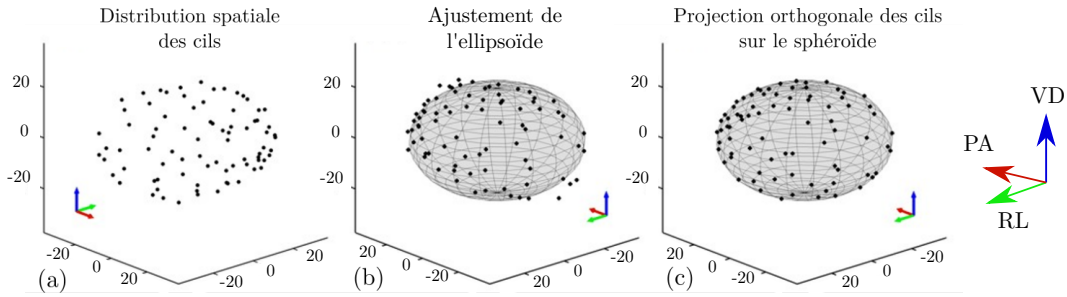 Distribution spatiale
des cils
Ajustement de
l'ellipsoïde
Projection orthogonale des cils
sur le sphéroïde
20
0
-20
-20
0
20
-20
0
20
(a)
20
0
-20
-20
0
20
-20
0
20
(b)
20
0
-20
-20
0
20
-20
0
20
(c)
VD
PA
RL